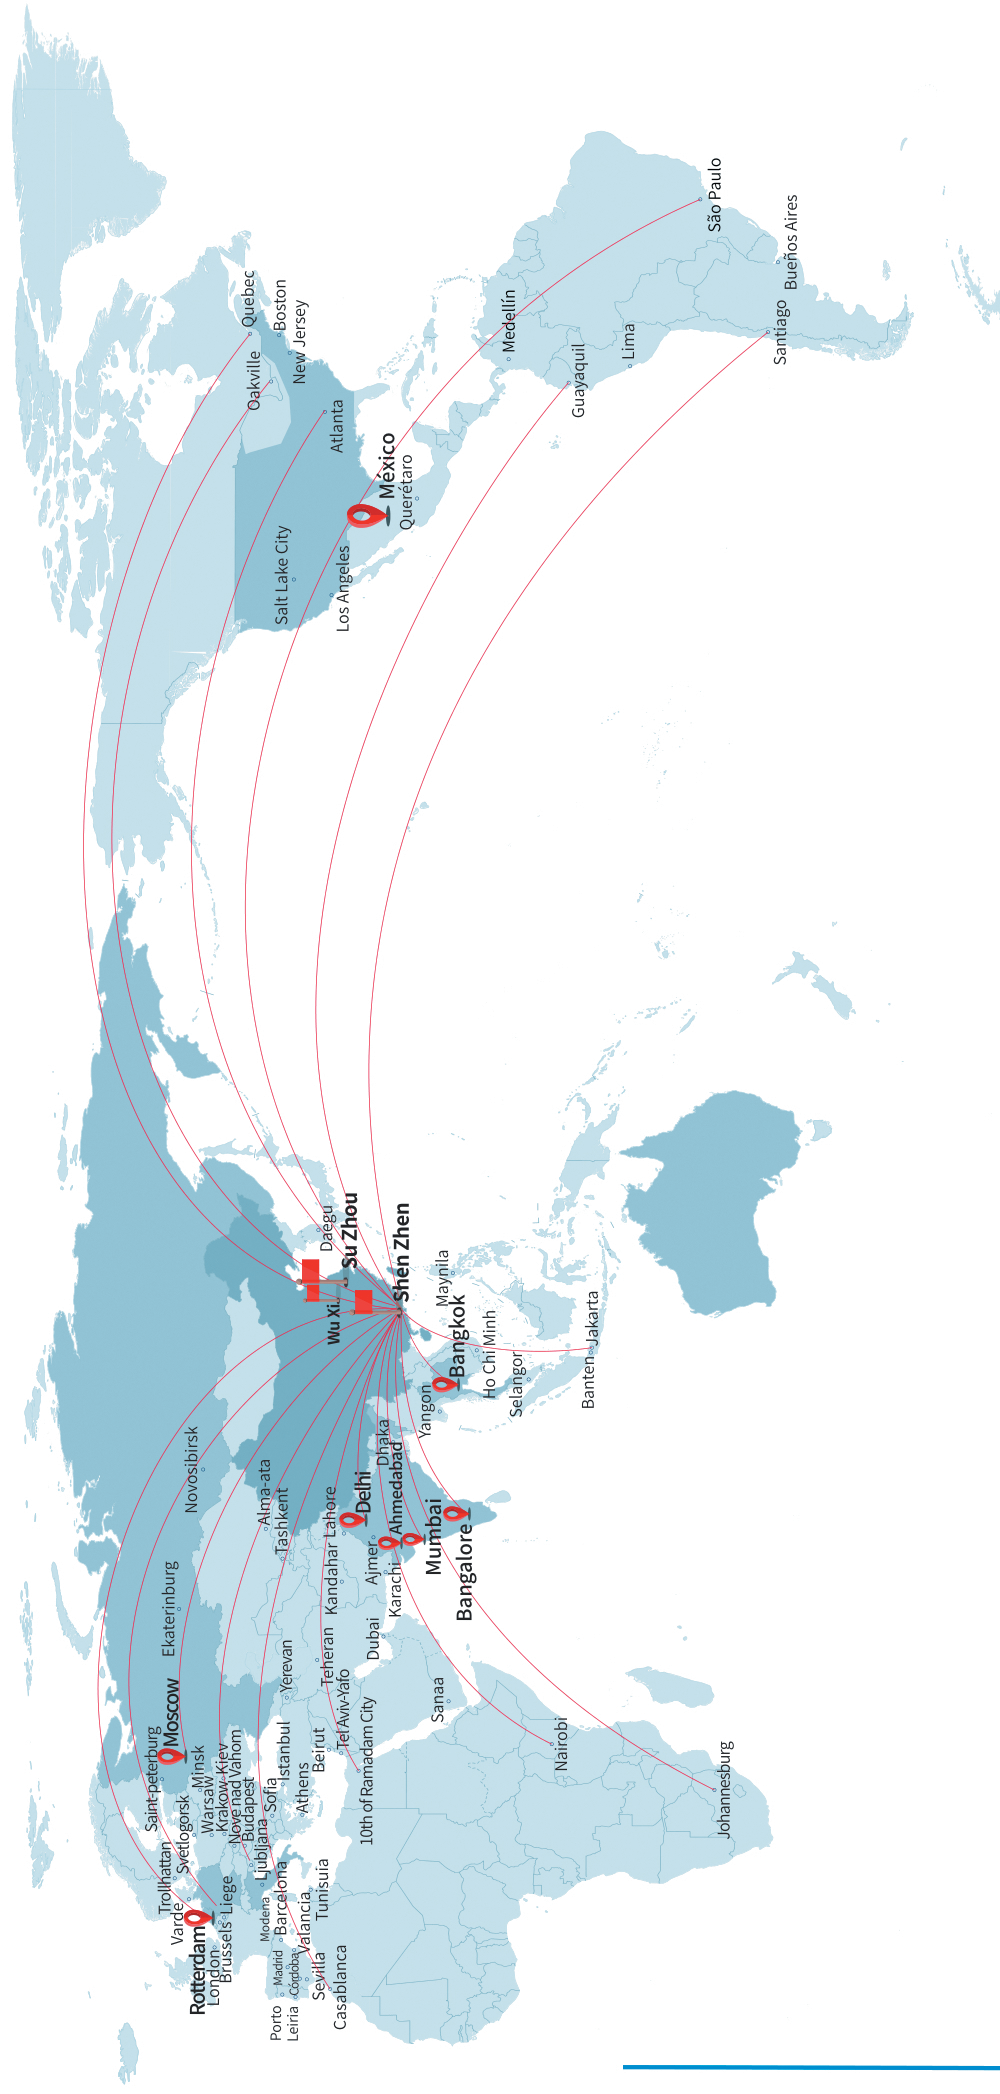 Quebec
Boston
New Jersey
Oakville
Atlanta
México
Querétaro
Salt Lake City
Los Angeles
Medellín
Guayaquil
Lima
São Paulo
Bueños Aires
Santiago
Daegu
Su Zhou
Wu Xi.
Shen Zhen
Maynila
Bangkok
Ho Chi Minh
Selangor
Yangon
Jakarta
Banten
Novosibirsk
Alma-ata
Tashkent
Dhaka
Delhi
Ahmedabad
Mumbai
Bangalore
Lahore
Kandahar
Ajmer
Karachi
Ekaterinburg
Dubai
Teheran
Yerevan
Sanaa
Moscow
Saint-peterburg
Minsk
Svetlogorsk
Warsaw
Krakow
Kiev
Nove nad Vahom
Budapest
Sofia
Istanbul
Athens
Beirut
Tel Aviv-Yafo
10th of Ramadam City
Ljubljana
Trollhattan
Varde
Rotterdam
London
Brussels
Liege
Modena
Barcelona
Valancia
Tunisuia
Madrid
Córdoba
Sevilla
Casablanca
Porto
Leiria
Nairobi
Johannesburg